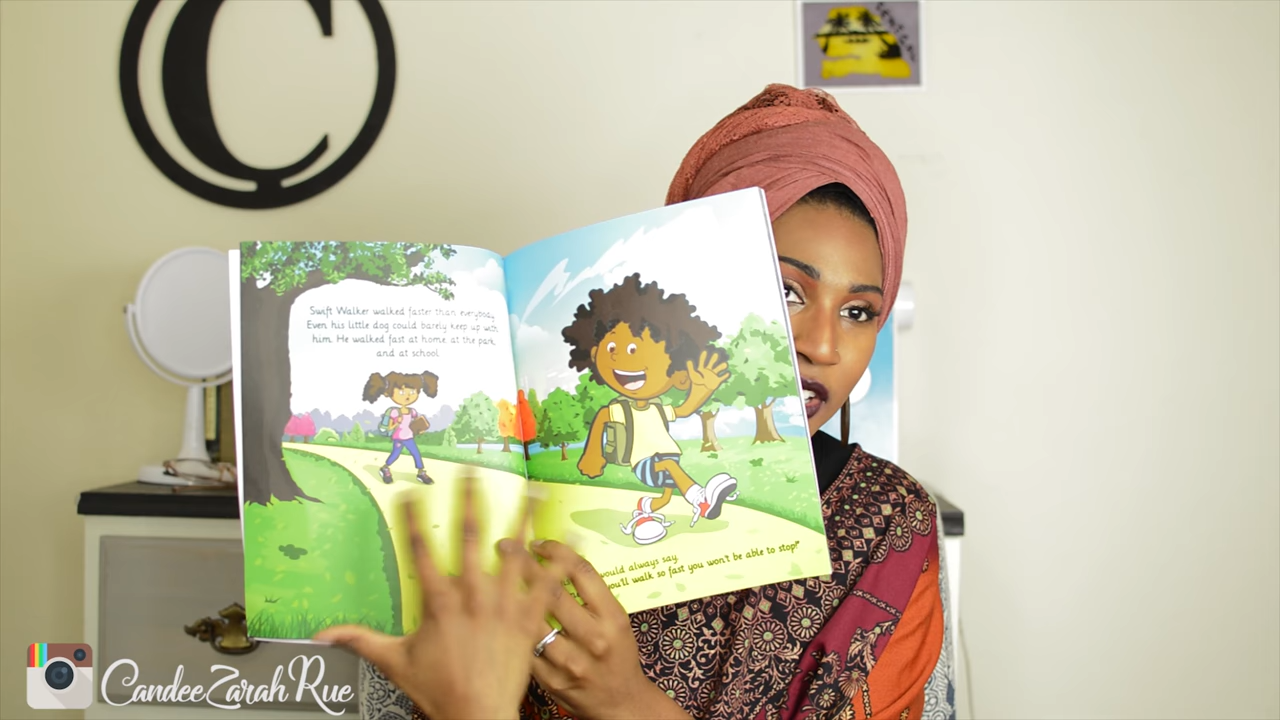 C
Swift Walker walked faster than everybody.
Even his little dog could barely keep up with
him. He walked fast at home, at the park,
and at school
would always say,
you'll walk so fast you won't be able to stop!"
CandeeZarahRue